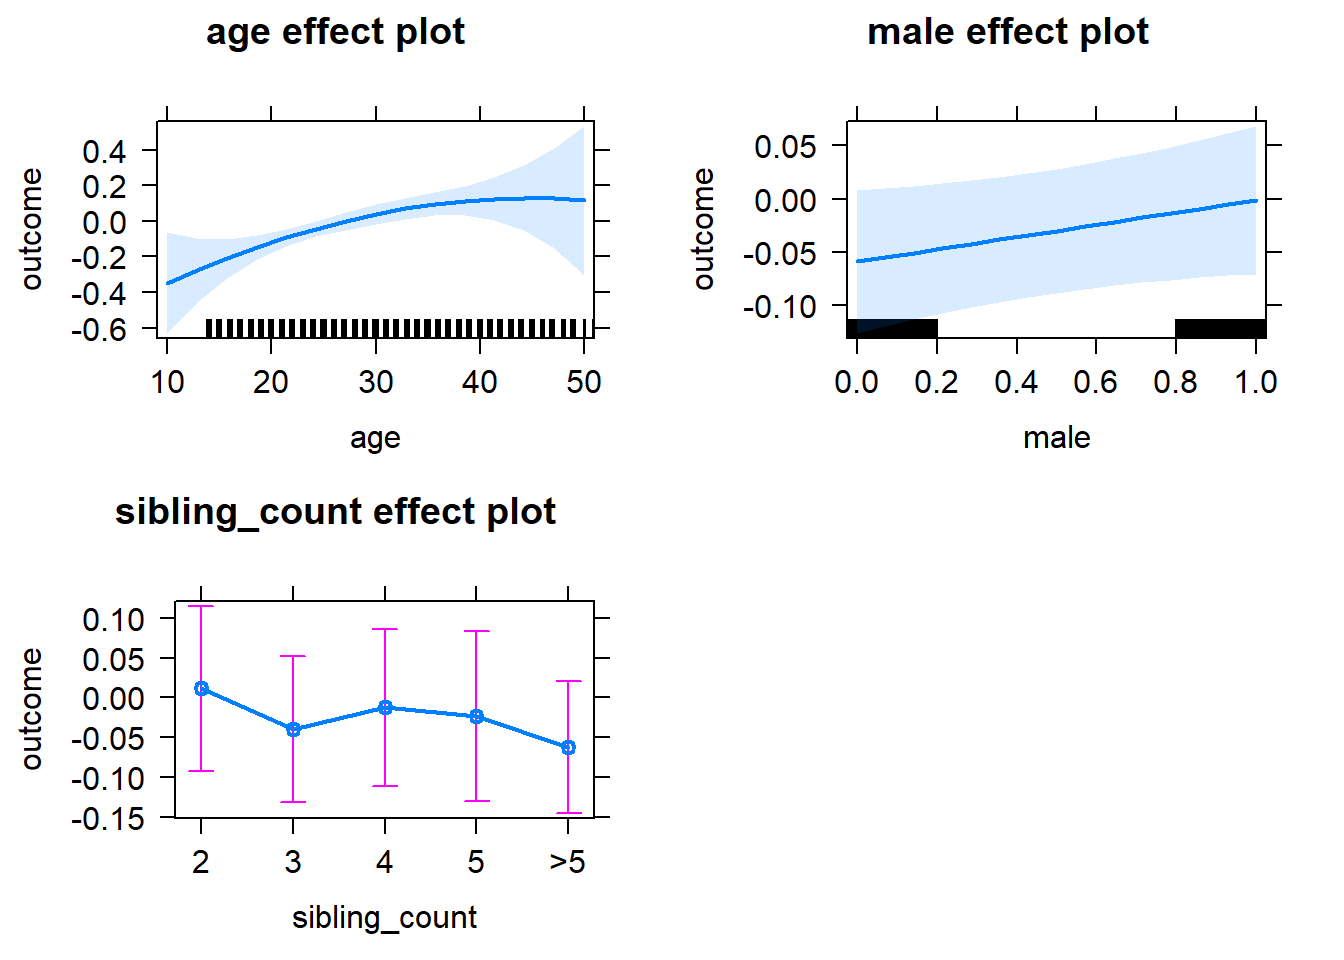 age effect plot
outcome
0.4
0.2
0.0
-0.2
-0.4
-0.6
10 20 30 40 50
age
male effect plot
outcome
0.05
0.00
-0.05
-0.10
0.0 0.2 0.4 0.6 0.8 1.0
male
sibling_count effect plot
outcome
0.10
0.05
0.00
-0.05
-0.10
-0.15
2 3 4 5 >5
sibling_count